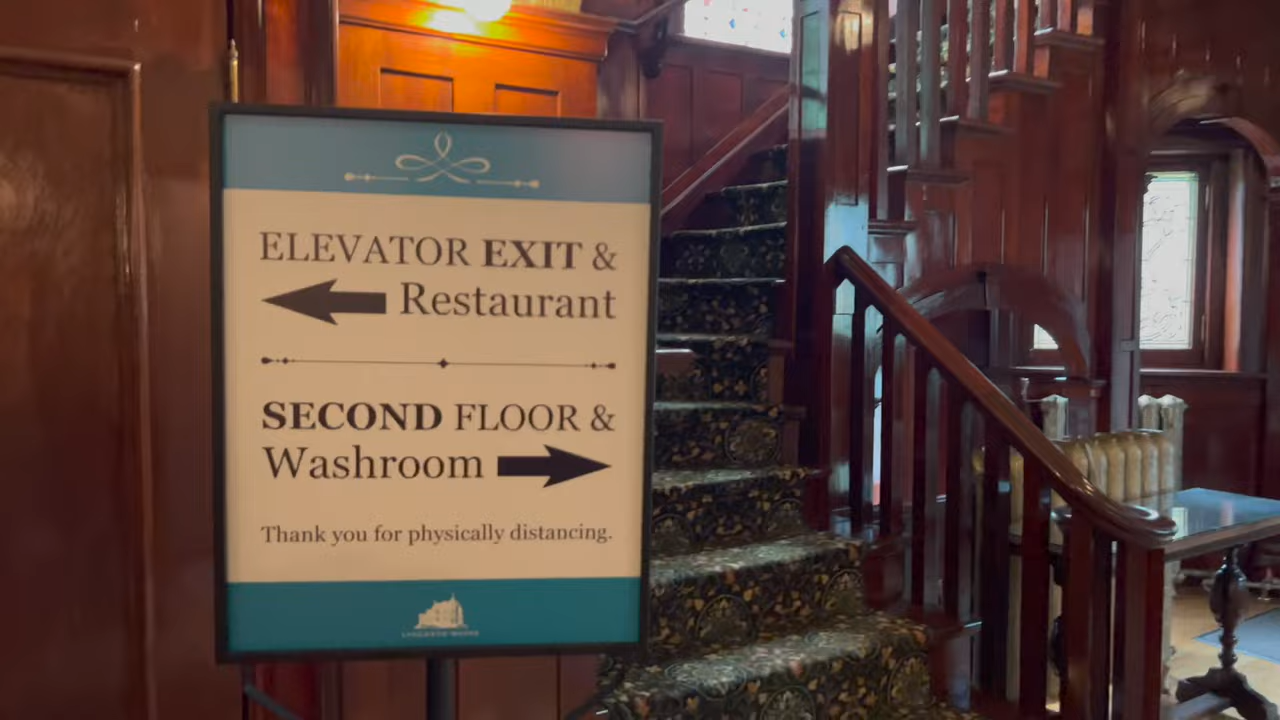 ELEVATOR EXIT &
Restaurant
SECOND FLOOR &
Washroom
Thank you for physically distancing.